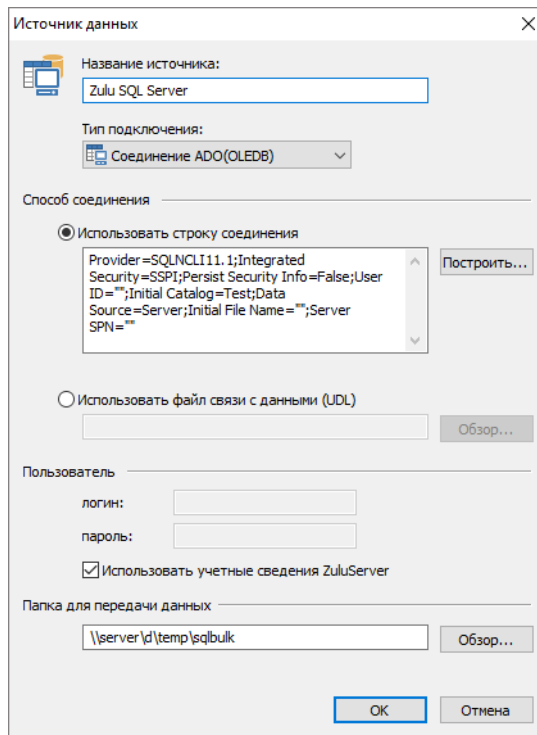 Источник данных
Название источника:
Zulu SQL Server
Тип подключения:
Соединение ADO(OLEDB)
Способ соединения
Использовать строку соединения
Provider=SQLNCLI11.1;Integrated
Security=SSPI;Persist Security Info=False;User
ID="";Initial Catalog=Test;Data
Source=Server;Initial File Name="";Server
SPN=""
Построить...
Использовать файл связи с данными (UDL)
Обзор...
Пользователь
логин:
пароль:
Использовать учетные сведения ZuluServer
Папка для передачи данных
\\server\d\temp\sqlbulk
Обзор...
OK
Отмена